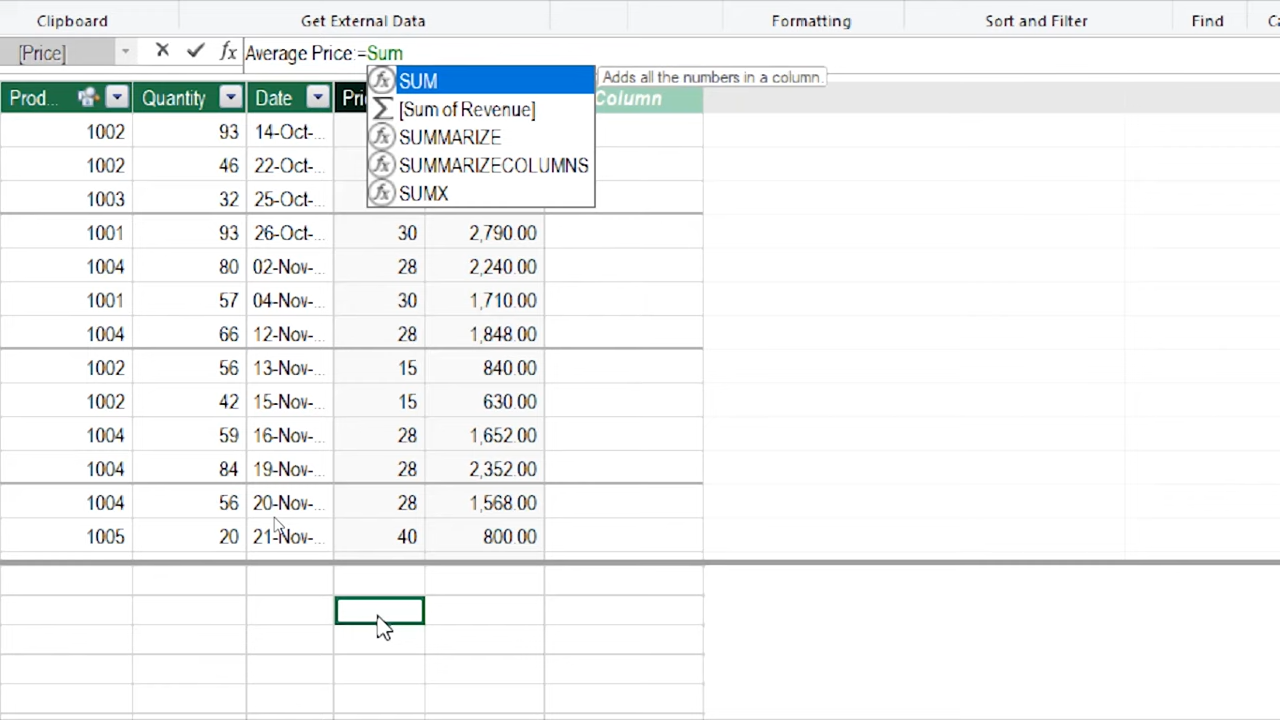 Clipboard Get External Data Formatting Sort and Filter Find
[Price] fx Average Price:=Sum
fx SUM Adds all the numbers in a column.
Prod... Quantity Date Column
∑ [Sum of Revenue]
1002 93 14-Oct-...
fx SUMMARIZE
1002 46 22-Oct-... fx SUMMARIZECOLUMNS
1003 32 25-Oct-... fx SUMX
1001 93 26-Oct-... 30 2,790.00
1004 80 02-Nov-... 28 2,240.00
1001 57 04-Nov-... 30 1,710.00
1004 66 12-Nov-... 28 1,848.00
1002 56 13-Nov-... 15 840.00
1002 42 15-Nov-... 15 630.00
1004 59 16-Nov-... 28 1,652.00
1004 84 19-Nov-... 28 2,352.00
1004 56 20-Nov-... 28 1,568.00
1005 20 21-Nov-... 40 800.00